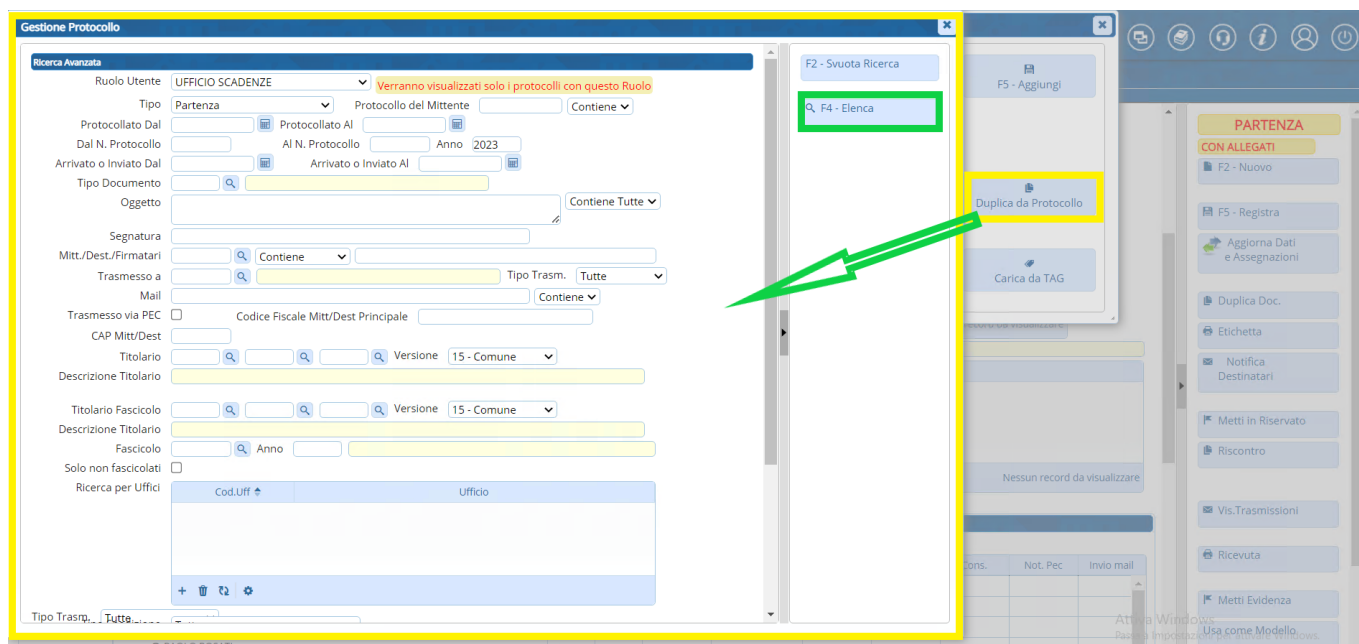 Gestione Protocollo
Ricerca Avanzata
Ruolo Utente UFFICIO SCADENZE Verranno visualizzati solo i protocolli con questo Ruolo
Tipo Partenza Protocollo del Mittente Contiene
Protocollato Dal Protocollato Al
Dal N. Protocollo Al N. Protocollo Anno 2023
Arrivato o Inviato Dal Arrivato o Inviato Al
Tipo Documento
Oggetto Contiene Tutte
Segnatura
Mitt./Dest./Firmatari Contiene
Trasmesso a Tipo Trasm. Tutte
Mail Contiene
Trasmesso via PEC Codice Fiscale Mitt/Dest Principale
CAP Mitt/Dest
Titolario Versione 15 - Comune
Descrizione Titolario
Titolario Fascicolo Versione 15 - Comune
Descrizione Titolario
Fascicolo Anno
Solo non fascicolati
Ricerca per Uffici Cod.Uff Ufficio
Tipo Trasm. Tutte
F2 - Svuota Ricerca
F4 - Elenca
F5 - Aggiungi
Duplica da Protocollo
Carica da TAG
record da visualizzare
Nessun record da visualizzare
Cons. Not. Pec Invio mail
PARTENZA
CON ALLEGATI
F2 - Nuovo
F5 - Registra
Aggiorna Dati
e Assegnazioni
Duplica Doc.
Etichetta
Notifica
Destinatari
Metti in Riservato
Riscontro
Vis.Trasmissioni
Ricevuta
Metti Evidenza
Usa come Modello
Attiva Windows